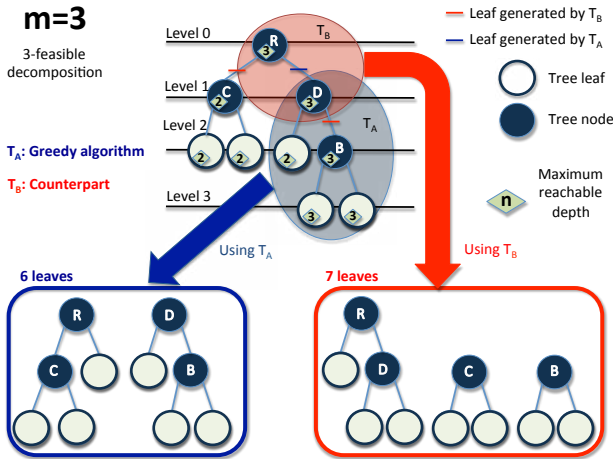 m=3
3-feasible
decomposition
Level 0
Level 1
Level 2
Level 3
T_B
Leaf generated by T_B
Leaf generated by T_A
Tree leaf
Tree node
R
3
C
2
D
3
T_A
2
2
2
B
3
3
3
T_A: Greedy algorithm
T_B: Counterpart
n
Maximum
reachable
depth
Using T_A
Using T_B
6 leaves
7 leaves
R
D
C
B
R
D
C
B